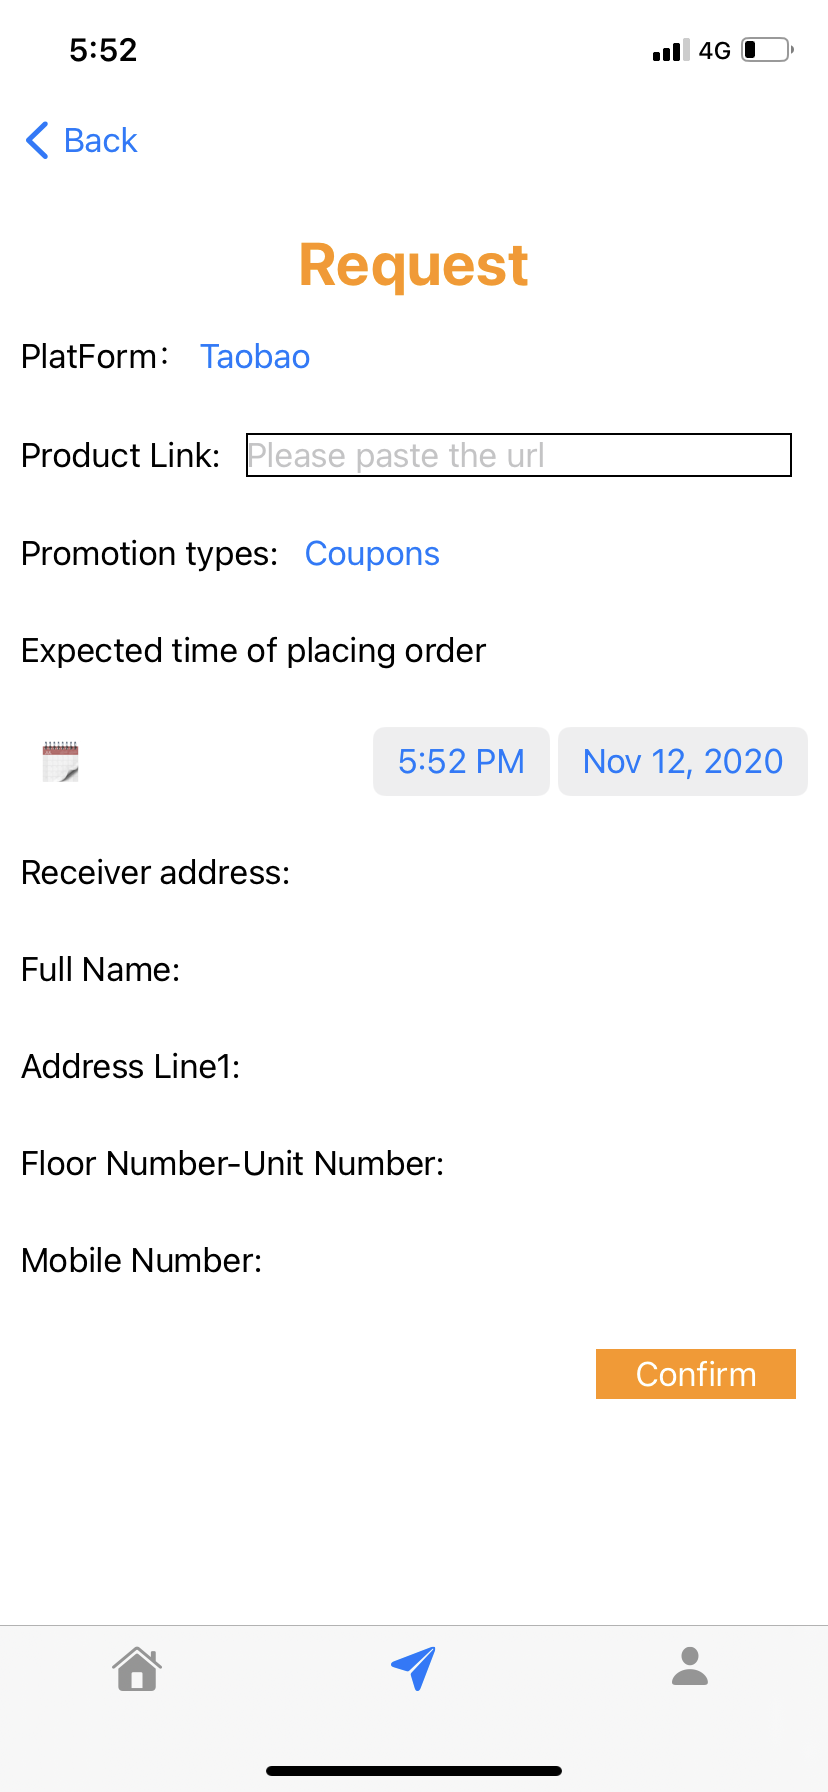 5:52 4G
Back
Request
PlatForm： Taobao
Product Link: Please paste the url
Promotion types: Coupons
Expected time of placing order
5:52 PM Nov 12, 2020
Receiver address:
Full Name:
Address Line1:
Floor Number-Unit Number:
Mobile Number:
Confirm